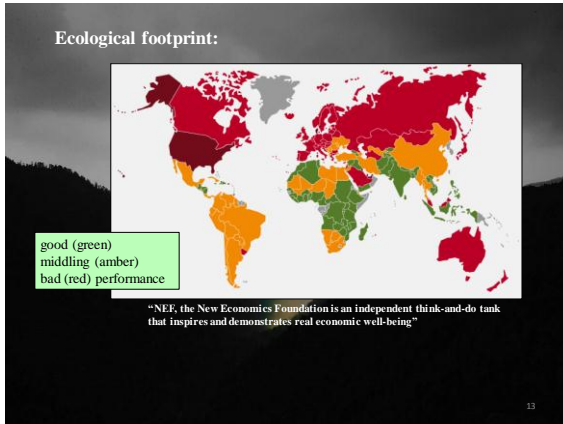 Ecological footprint:
good (green)
middling (amber)
bad (red) performance
“NEF, the New Economics Foundation is an independent think-and-do tank
that inspires and demonstrates real economic well-being”
13